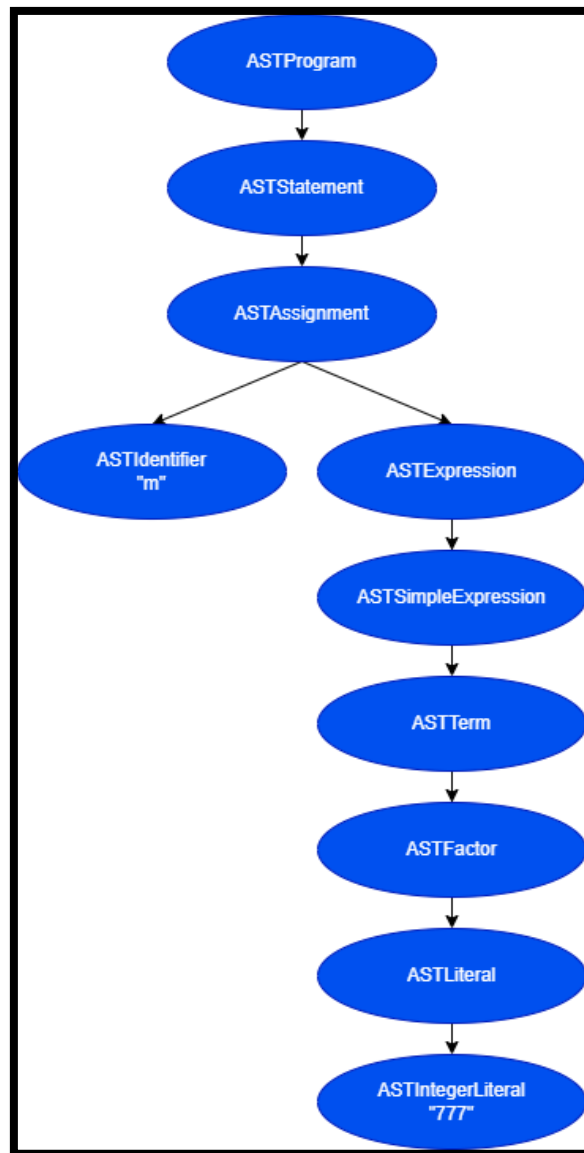 ASTProgram
ASTStatement
ASTAssignment
ASTIdentifier
"m"
ASTExpression
ASTSimpleExpression
ASTTerm
ASTFactor
ASTLiteral
ASTIntegerLiteral
"777"